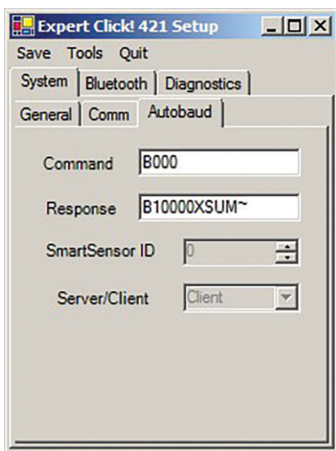 Expert Click! 421 Setup
Save Tools Quit
System Bluetooth Diagnostics
General Comm Autobaud
Command B000
Response B10000XSUM~
SmartSensor ID 0
Server/Client Client